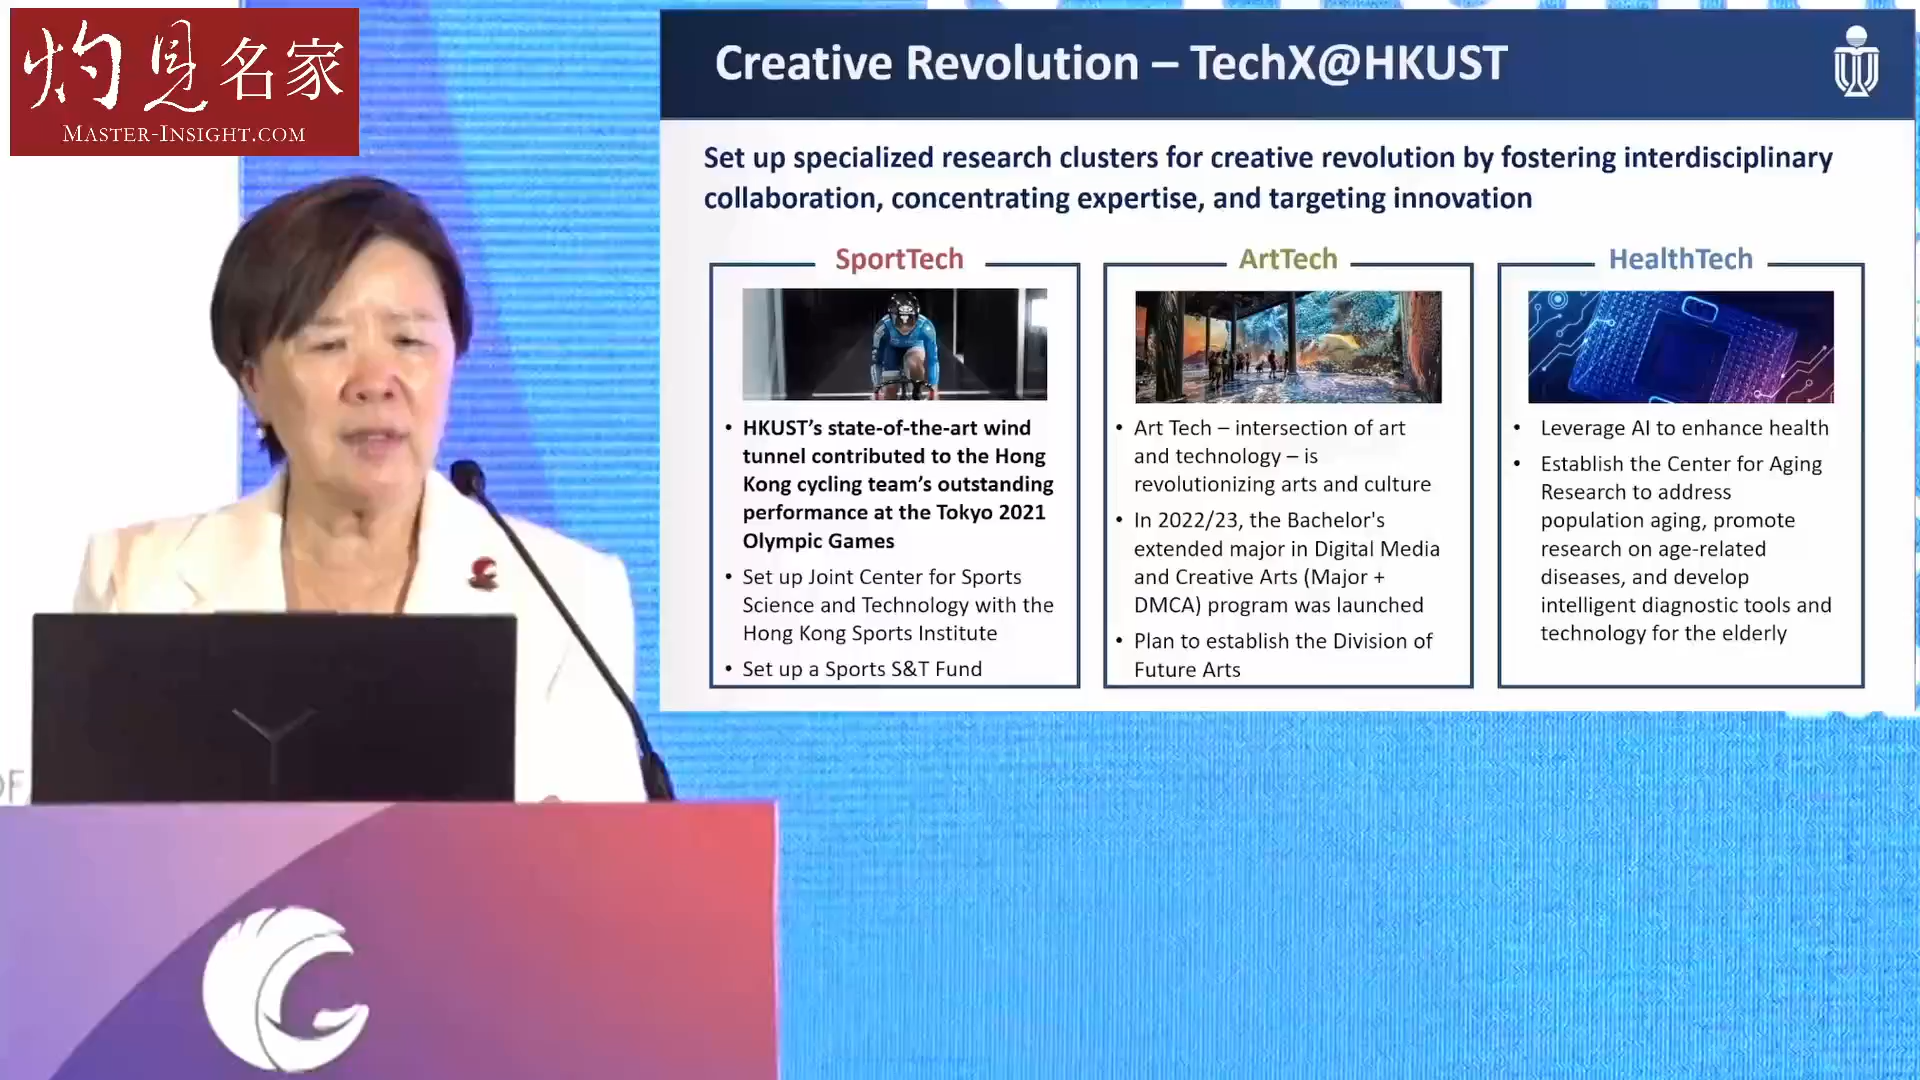 灼見名家
MASTER-INSIGHT.COM
Creative Revolution – TechX@HKUST
Set up specialized research clusters for creative revolution by fostering interdisciplinary
collaboration, concentrating expertise, and targeting innovation
SportTech
• HKUST’s state-of-the-art wind
tunnel contributed to the Hong
Kong cycling team’s outstanding
performance at the Tokyo 2021
Olympic Games
• Set up Joint Center for Sports
Science and Technology with the
Hong Kong Sports Institute
• Set up a Sports S&T Fund
ArtTech
• Art Tech – intersection of art
and technology – is
revolutionizing arts and culture
• In 2022/23, the Bachelor's
extended major in Digital Media
and Creative Arts (Major +
DMCA) program was launched
• Plan to establish the Division of
Future Arts
HealthTech
• Leverage AI to enhance health
• Establish the Center for Aging
Research to address
population aging, promote
research on age-related
diseases, and develop
intelligent diagnostic tools and
technology for the elderly
OF